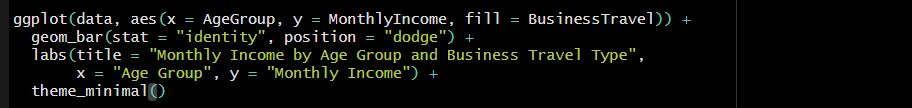 ggplot(data, aes(x = AgeGroup, y = MonthlyIncome, fill = BusinessTravel)) +
  geom_bar(stat = "identity", position = "dodge") +
  labs(title = "Monthly Income by Age Group and Business Travel Type",
       x = "Age Group", y = "Monthly Income") +
  theme_minimal()